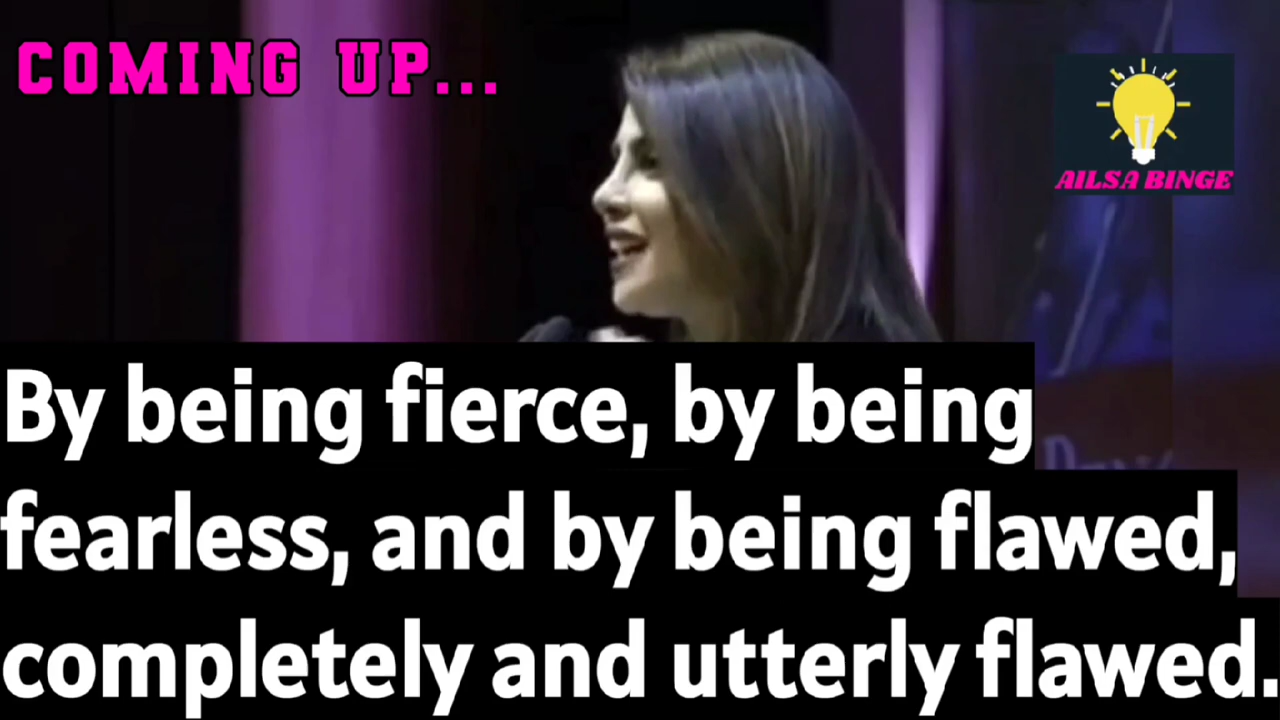 COMING UP...
AILSA BINGE
By being fierce, by being
fearless, and by being flawed,
completely and utterly flawed.